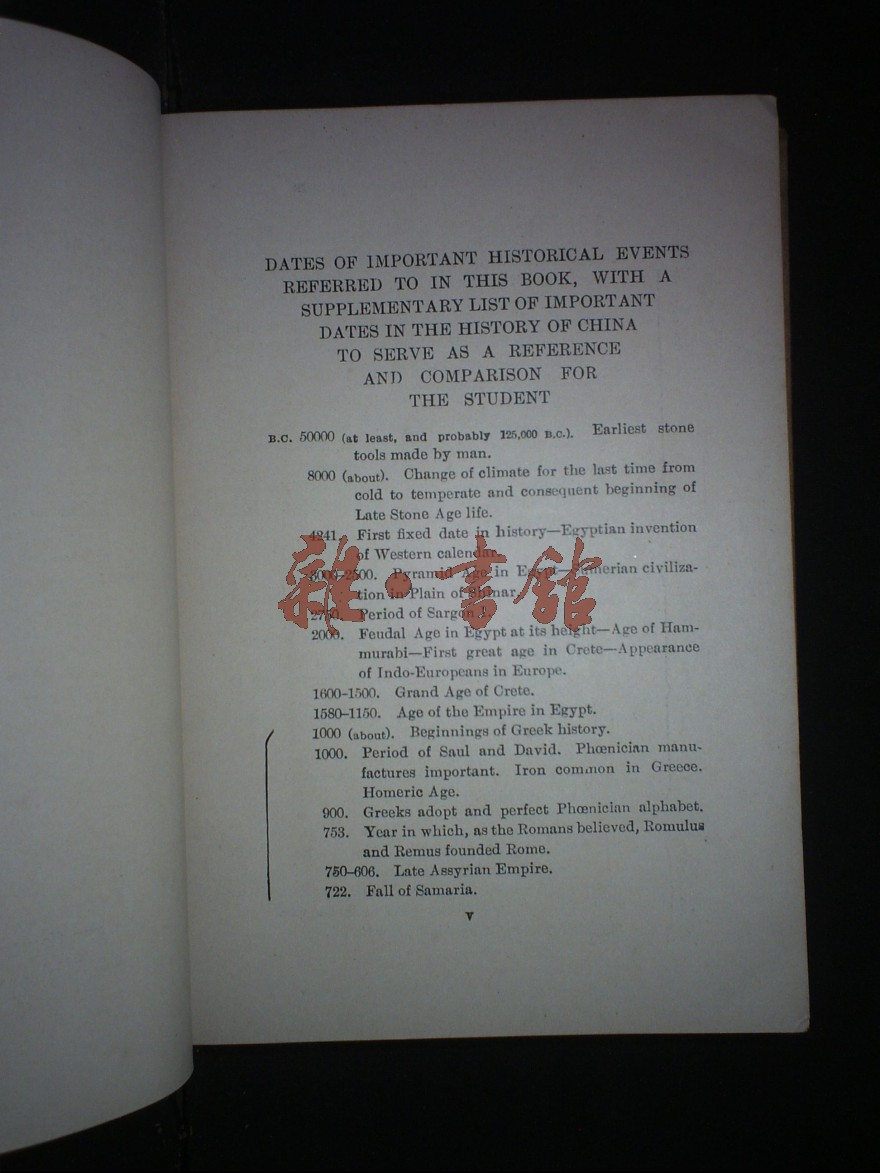 DATES OF IMPORTANT HISTORICAL EVENTS
REFERRED TO IN THIS BOOK, WITH A
SUPPLEMENTARY LIST OF IMPORTANT
DATES IN THE HISTORY OF CHINA
TO SERVE AS A REFERENCE
AND COMPARISON FOR
THE STUDENT
B.C. 50000 (at least, and probably 125,000 B.C.). Earliest stone
tools made by man.
8000 (about). Change of climate for the last time from
cold to temperate and consequent beginning of
Late Stone Age life.
4241. First fixed date in history—Egyptian invention
of Western calendar.
3000–2500. Pyramid Age in Egypt—Sumerian civiliza-
tion in Plain of Shinar.
雜·書館
2750. Period of Sargon I.
2000. Feudal Age in Egypt at its height—Age of Ham-
murabi—First great age in Crete—Appearance
of Indo-Europeans in Europe.
1600–1500. Grand Age of Crete.
1580–1150. Age of the Empire in Egypt.
1000 (about). Beginnings of Greek history.
1000. Period of Saul and David. Phœnician manu-
factures important. Iron common in Greece.
Homeric Age.
900. Greeks adopt and perfect Phœnician alphabet.
753. Year in which, as the Romans believed, Romulus
and Remus founded Rome.
750–606. Late Assyrian Empire.
722. Fall of Samaria.
V